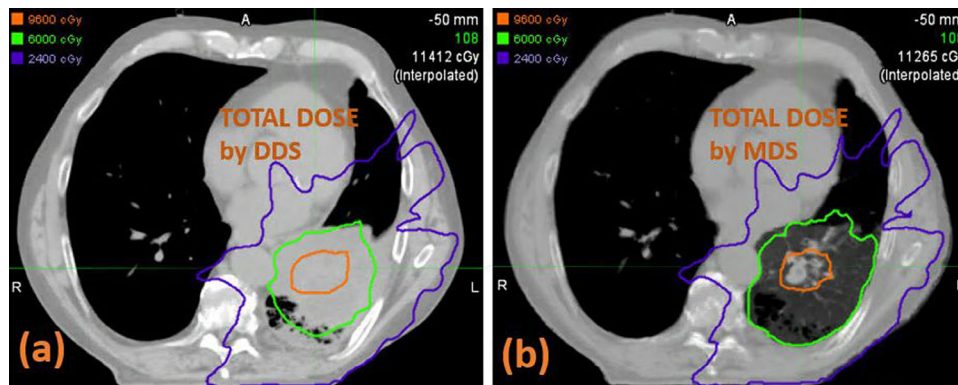 9600 cGy
6000 cGy
2400 cGy
A
-50 mm
108
11412 cGy
(Interpolated)
TOTAL DOSE
by DDS
R
L
(a)
9600 cGy
6000 cGy
2400 cGy
A
-50 mm
108
11265 cG
(Interpolated)
TOTAL DOSE
by MDS
R
(b)